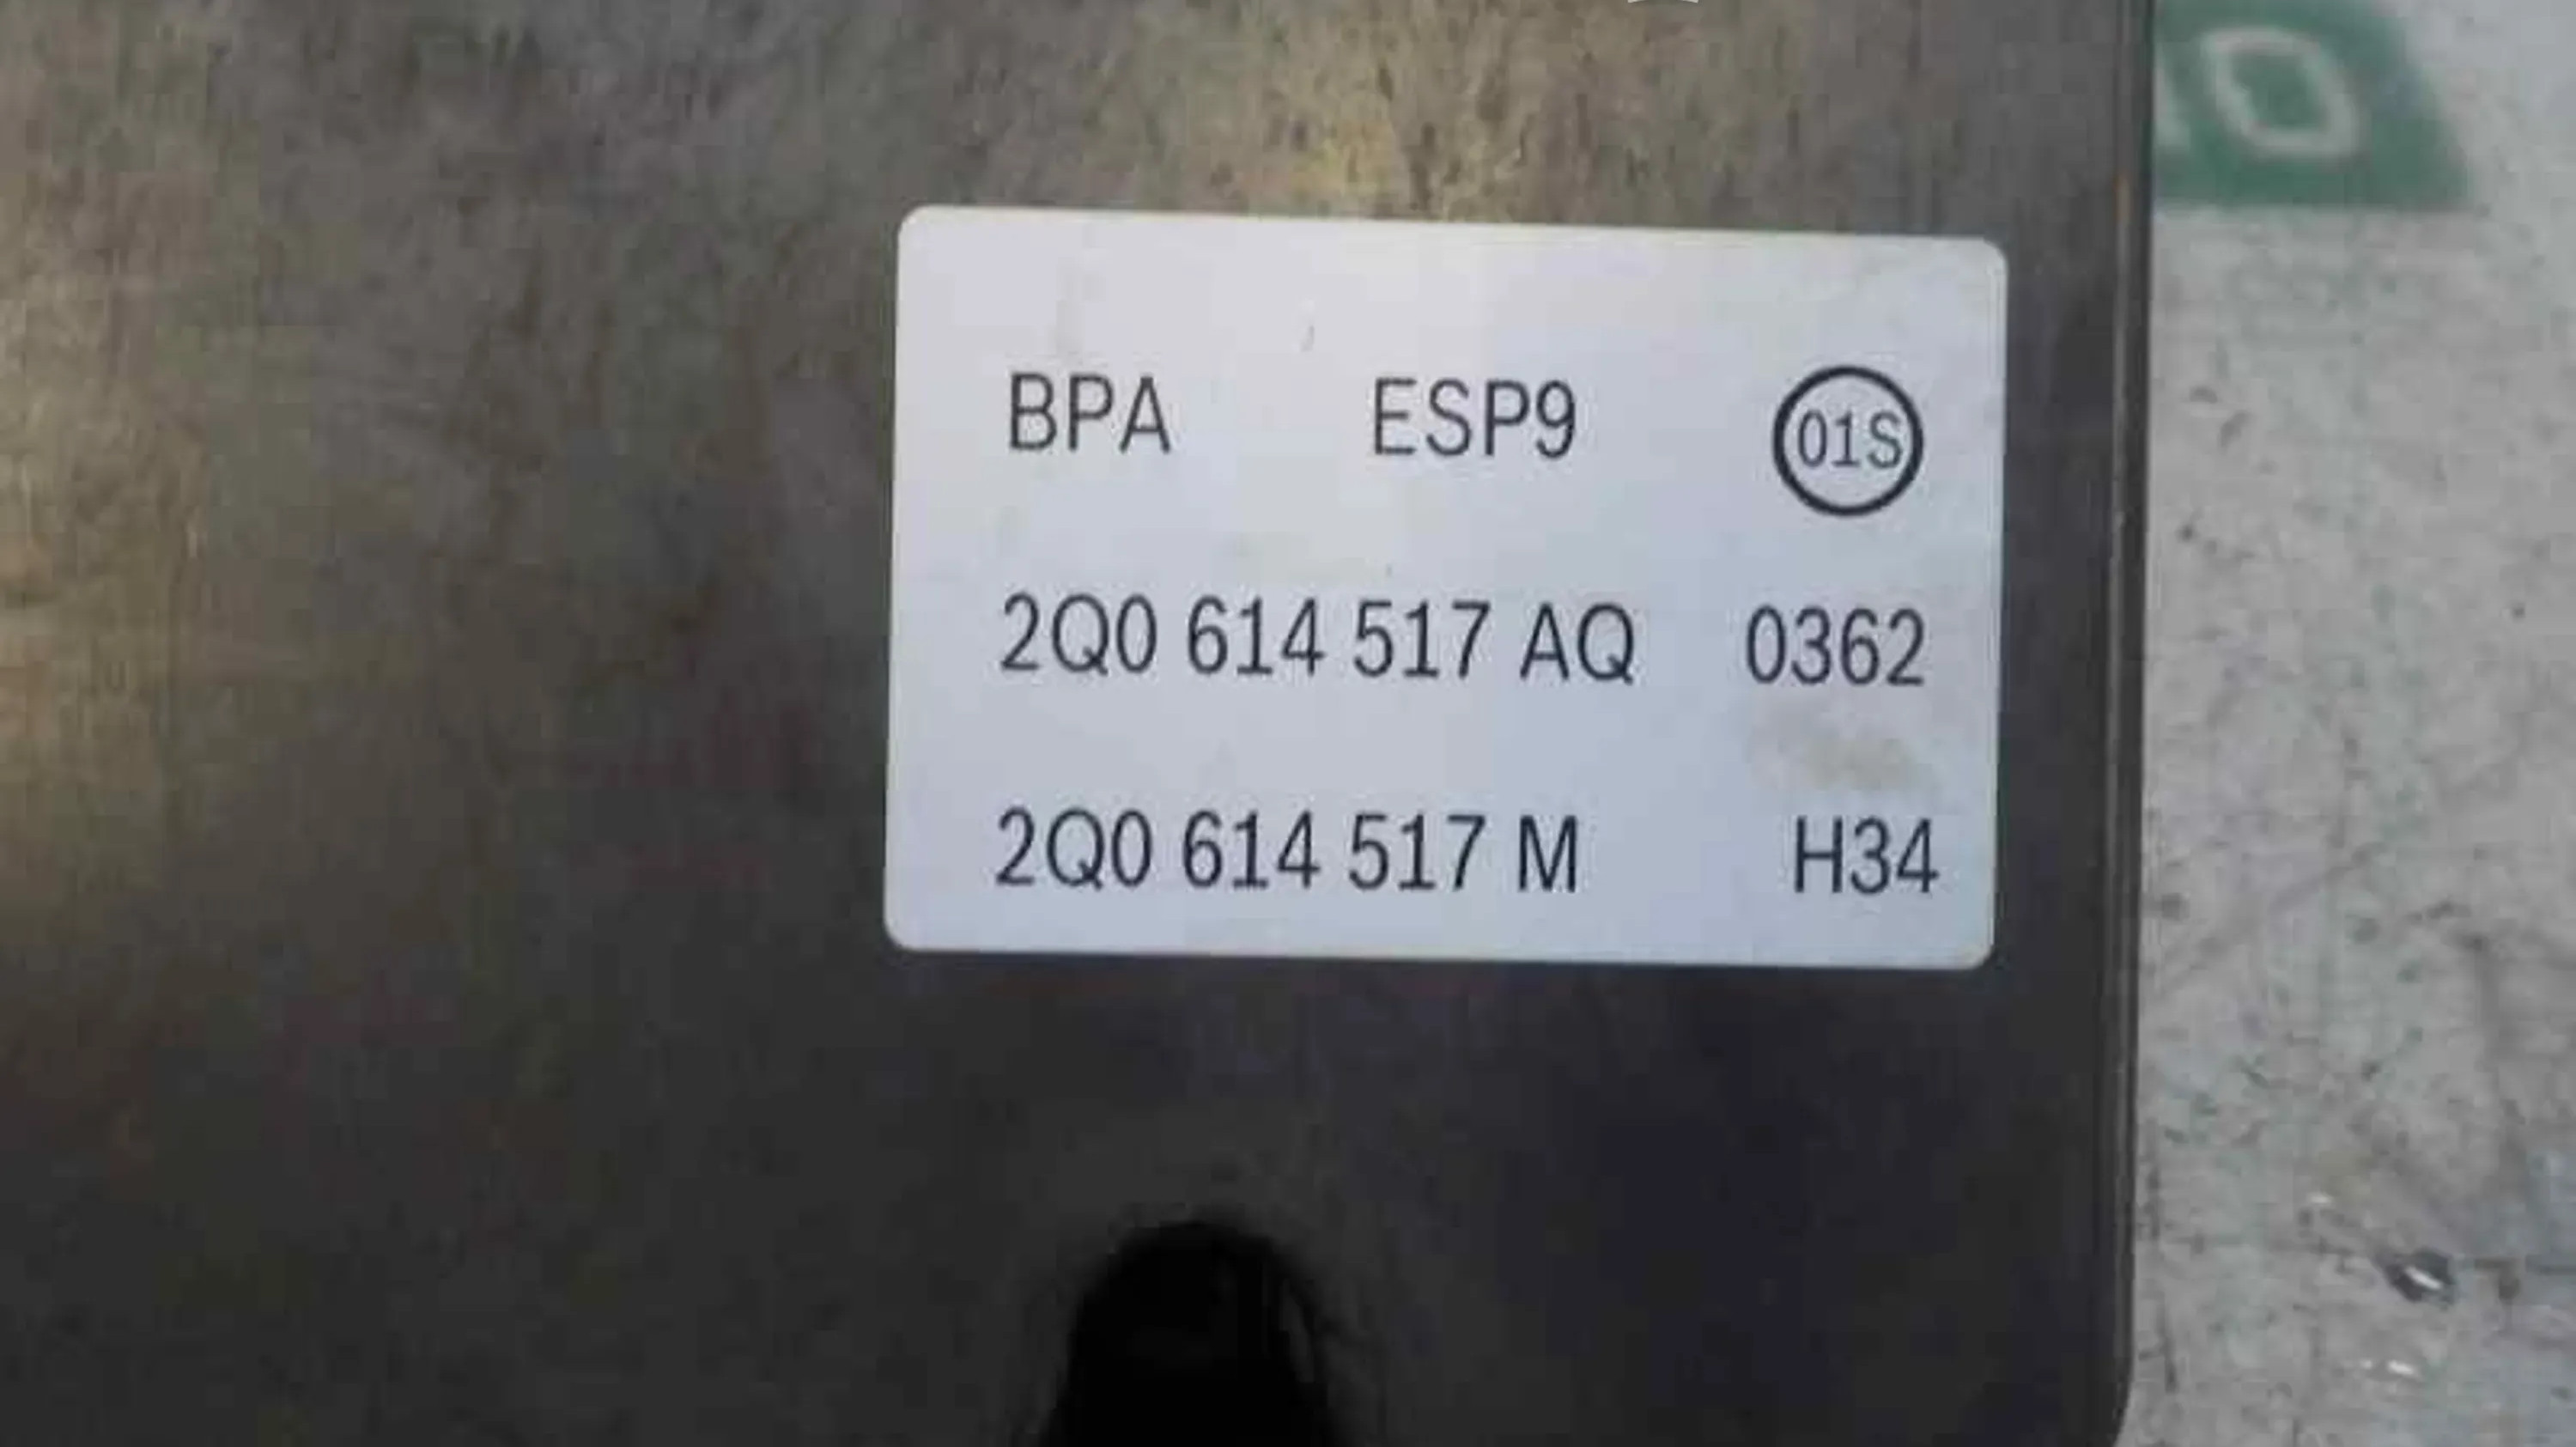 BPA ESP9 01S
2Q0 614 517 AQ 0362
2Q0 614 517 M H34